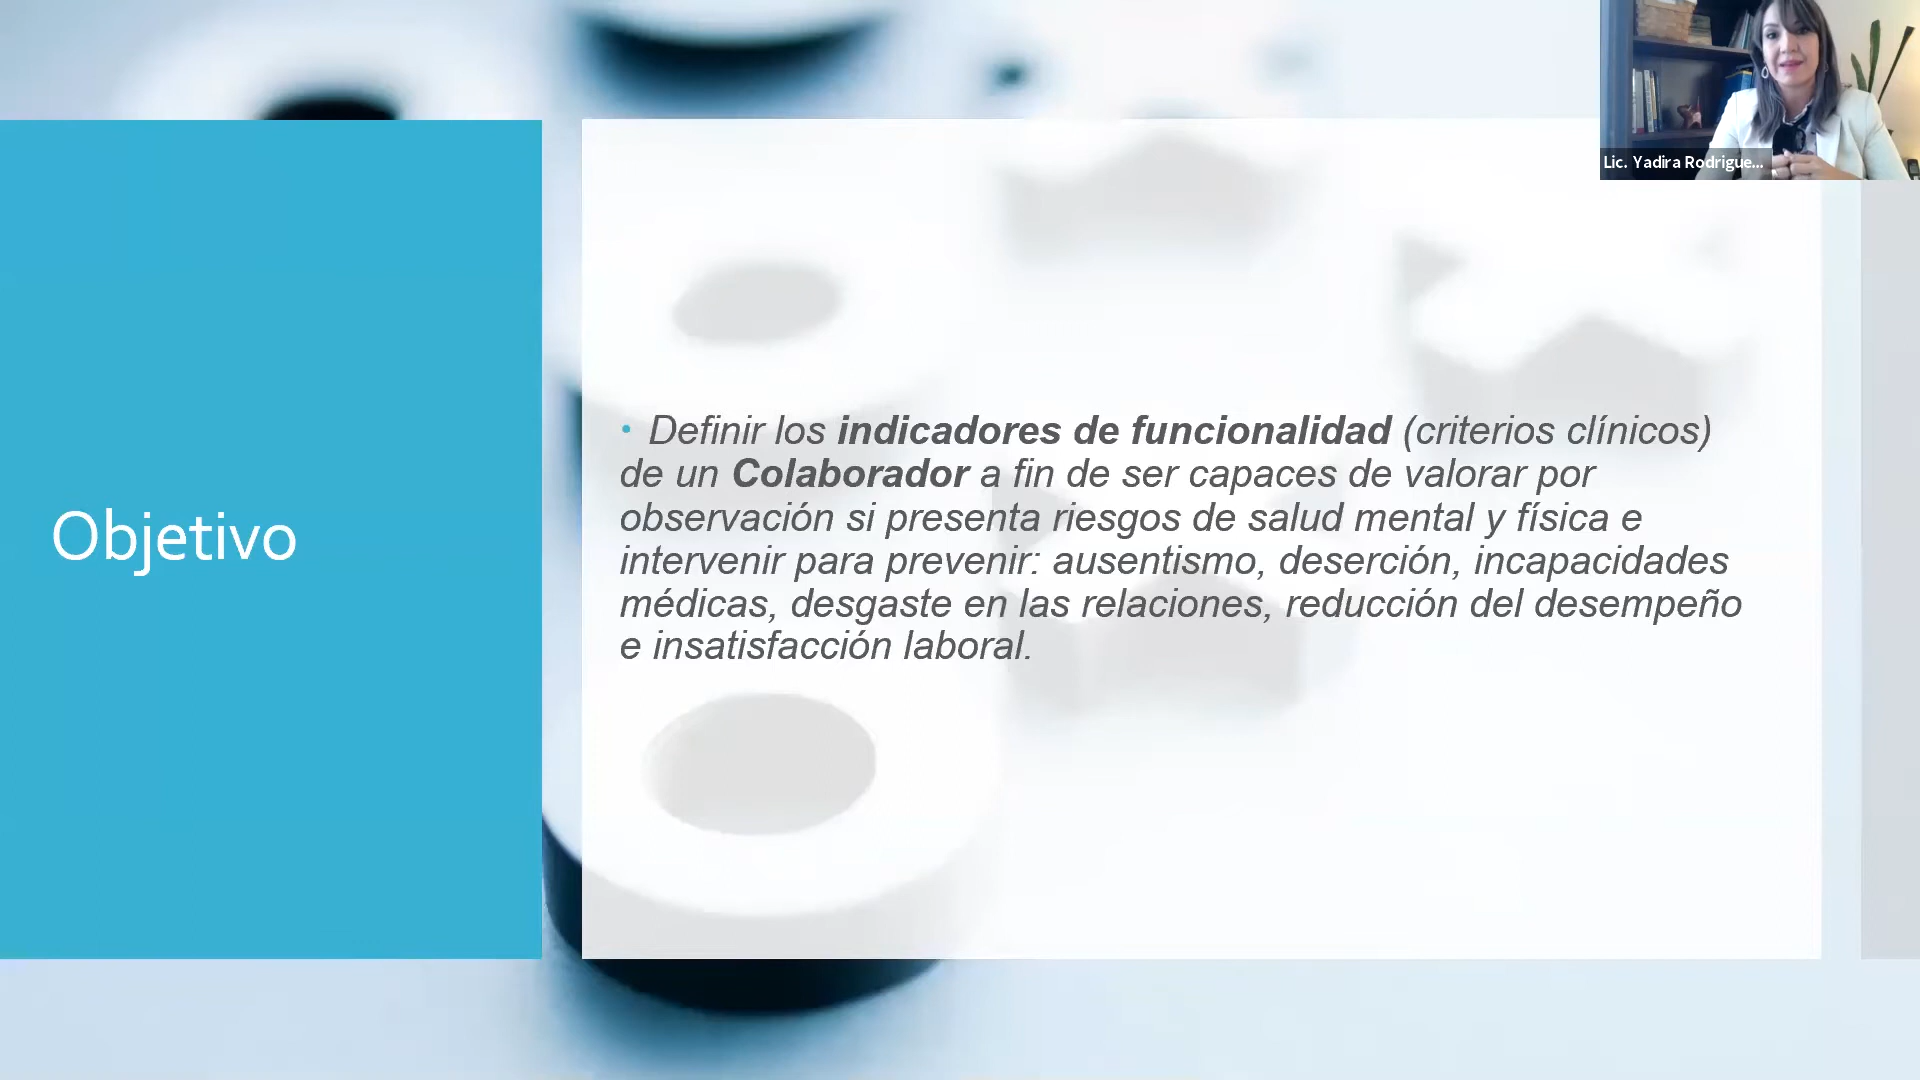 Lic. Yadira Rodrigue...
Objetivo
• Definir los indicadores de funcionalidad (criterios clínicos)
de un Colaborador a fin de ser capaces de valorar por
observación si presenta riesgos de salud mental y física e
intervenir para prevenir: ausentismo, deserción, incapacidades
médicas, desgaste en las relaciones, reducción del desempeño
e insatisfacción laboral.